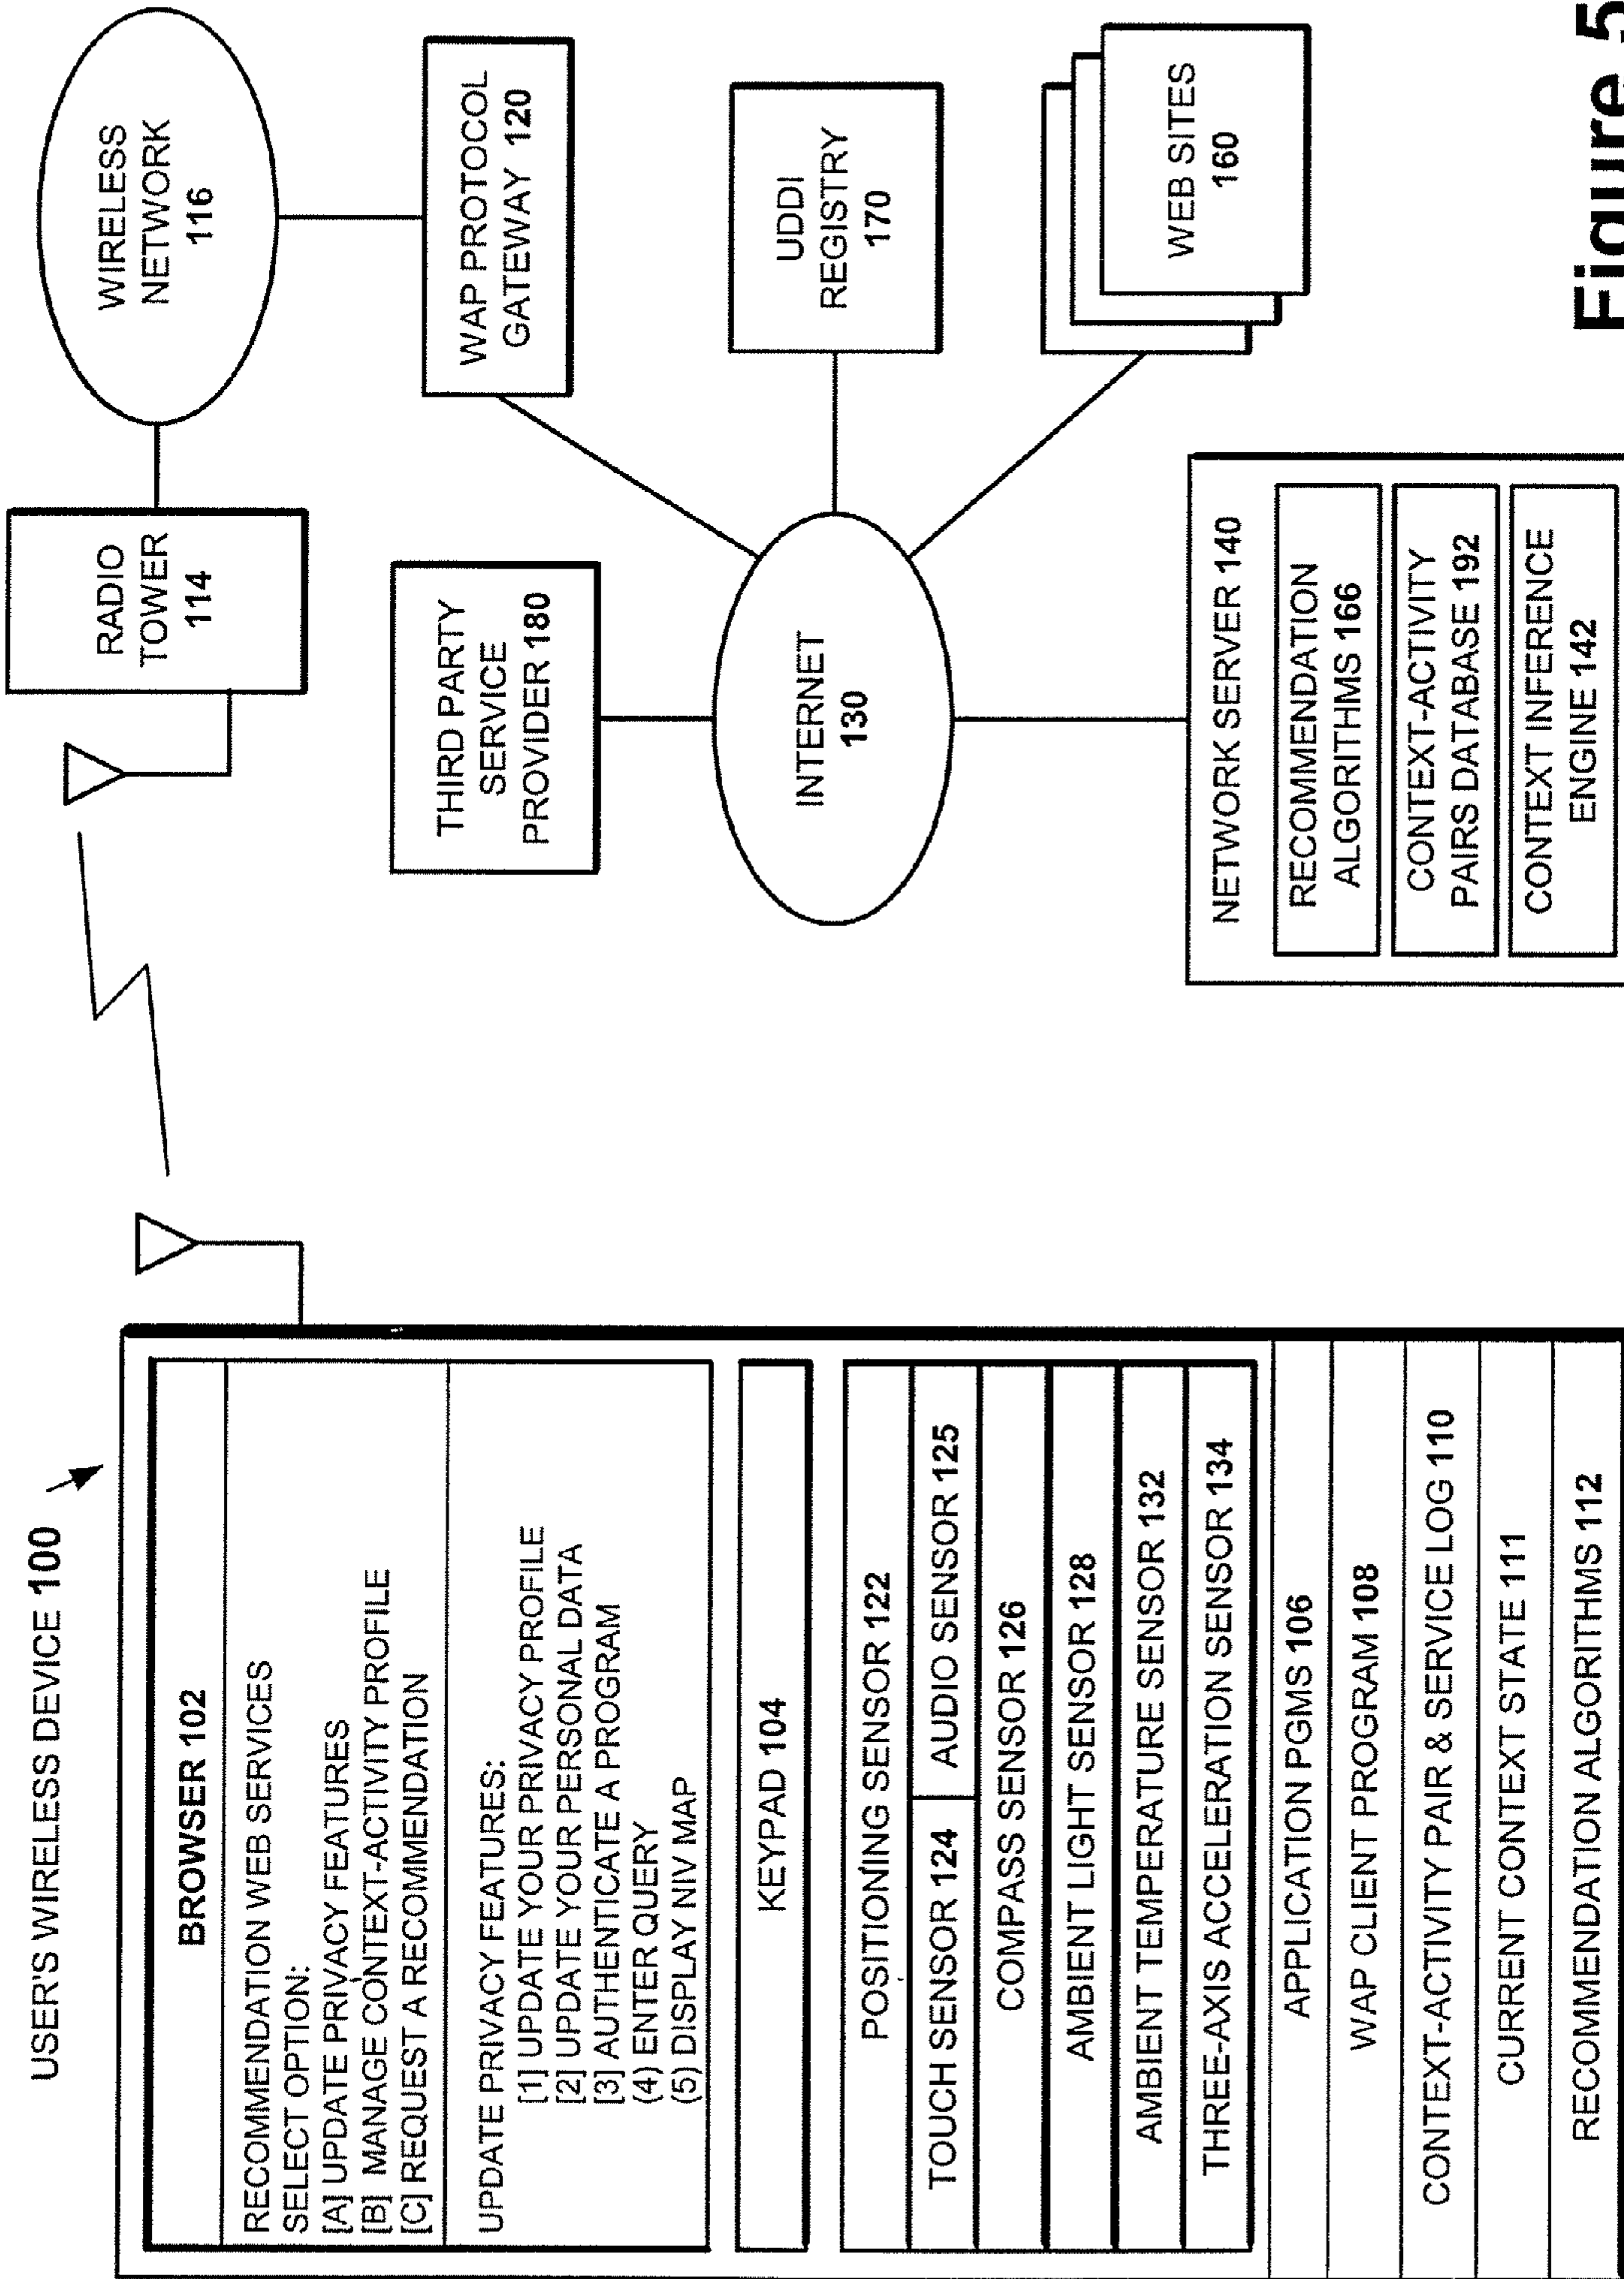 USER'S WIRELESS DEVICE 100
BROWSER 102
RECOMMENDATION WEB SERVICES
SELECT OPTION:
[A] UPDATE PRIVACY FEATURES
[B] MANAGE CONTEXT-ACTIVITY PROFILE
[C] REQUEST A RECOMMENDATION
UPDATE PRIVACY FEATURES:
[1] UPDATE YOUR PRIVACY PROFILE
[2] UPDATE YOUR PERSONAL DATA
[3] AUTHENTICATE A PROGRAM
(4) ENTER QUERY
(5) DISPLAY NIV MAP
KEYPAD 104
POSITIONING SENSOR 122
TOUCH SENSOR 124
AUDIO SENSOR 125
COMPASS SENSOR 126
AMBIENT LIGHT SENSOR 128
AMBIENT TEMPERATURE SENSOR 132
THREE-AXIS ACCELERATION SENSOR 134
APPLICATION PGMS 106
WAP CLIENT PROGRAM 108
CONTEXT-ACTIVITY PAIR & SERVICE LOG 110
CURRENT CONTEXT STATE 111
RECOMMENDATION ALGORITHMS 112
RADIO
TOWER
114
WIRELESS
NETWORK
116
WAP PROTOCOL
GATEWAY 120
THIRD PARTY
SERVICE
PROVIDER 180
INTERNET
130
UDDI
REGISTRY
170
WEB SITES
160
NETWORK SERVER 140
RECOMMENDATION
ALGORITHMS 166
CONTEXT-ACTIVITY
PAIRS DATABASE 192
CONTEXT INFERENCE
ENGINE 142
Figure 5